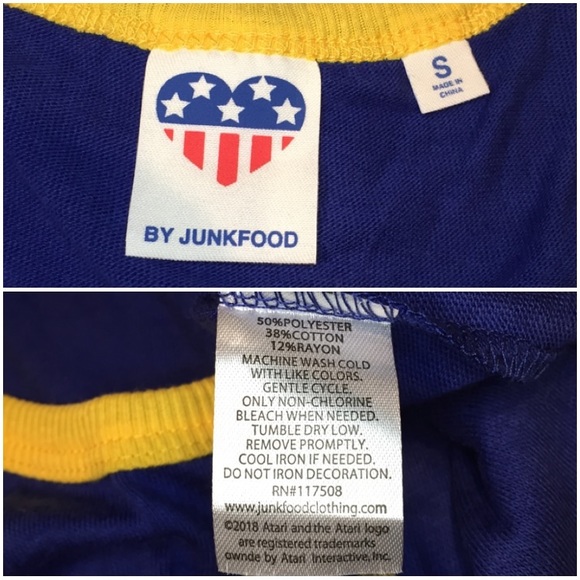 BY JUNKFOOD
S
MADE IN
CHINA
50%POLYESTER
38%COTTON
12%RAYON
MACHINE WASH COLD
WITH LIKE COLORS.
GENTLE CYCLE.
ONLY NON-CHLORINE
BLEACH WHEN NEEDED.
TUMBLE DRY LOW.
REMOVE PROMPTLY.
COOL IRON IF NEEDED.
DO NOT IRON DECORATION.
RN#117508
www.junkfoodclothing.com
©2018 Atari and the Atari logo
are registered trademarks
ownde by Atari Interactive, Inc.